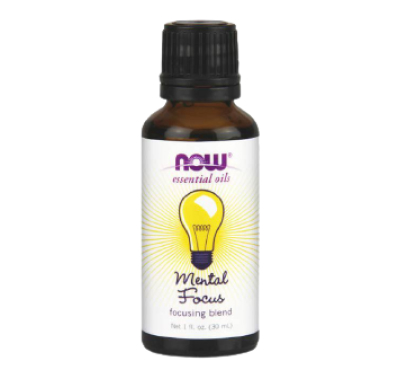 now®
essential oils
Mental
Focus
focusing blend
Net 1 fl. oz. (30 mL)